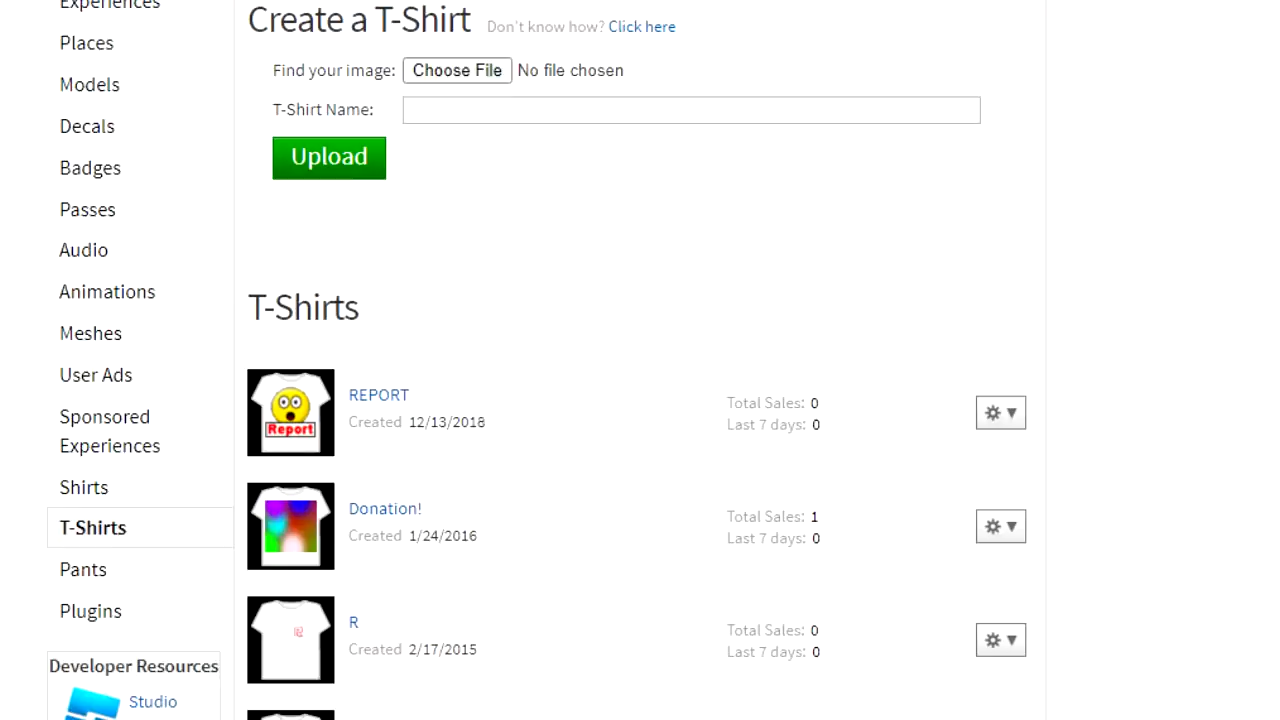 Experiences
Places
Models
Decals
Badges
Passes
Audio
Animations
Meshes
User Ads
Sponsored
Experiences
Shirts
T-Shirts
Pants
Plugins
Developer Resources
Studio
Create a T-Shirt Don't know how? Click here
Find your image: Choose File No file chosen
T-Shirt Name:
Upload
T-Shirts
Report
REPORT
Created 12/13/2018
Total Sales: 0
Last 7 days: 0
Donation!
Created 1/24/2016
Total Sales: 1
Last 7 days: 0
R
Created 2/17/2015
Total Sales: 0
Last 7 days: 0